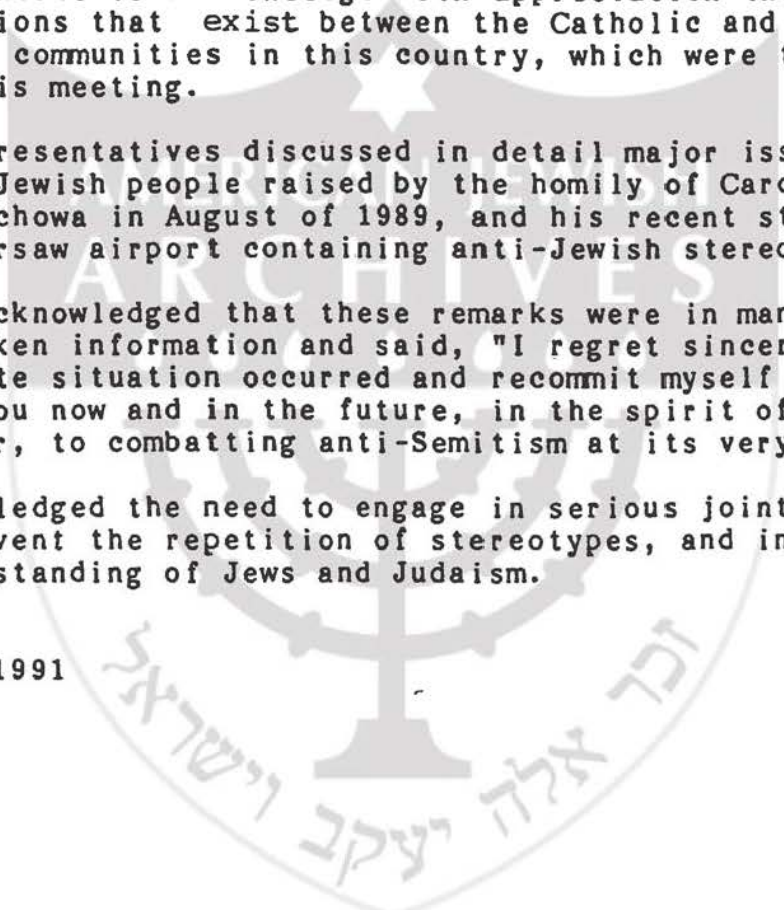 ions that exist between the Catholic and
communities in this country, which were
is meeting.
resentatives discussed in detail major iss
Jewish people raised by the homily of Car
chowa in August of 1989, and his recent s
rsaw airport containing anti-Jewish stereo
cknowledged that these remarks were in man
ken information and said, "I regret sincer
te situation occurred and recommit myself
ou now and in the future, in the spirit of
r, to combatting anti-Semitism at its very
ledged the need to engage in serious joint
vent the repetition of stereotypes, and in
standing of Jews and Judaism.
1991
AMERICAN JEWISH
ARCHIVES
זכר אלה יעקב וישראל